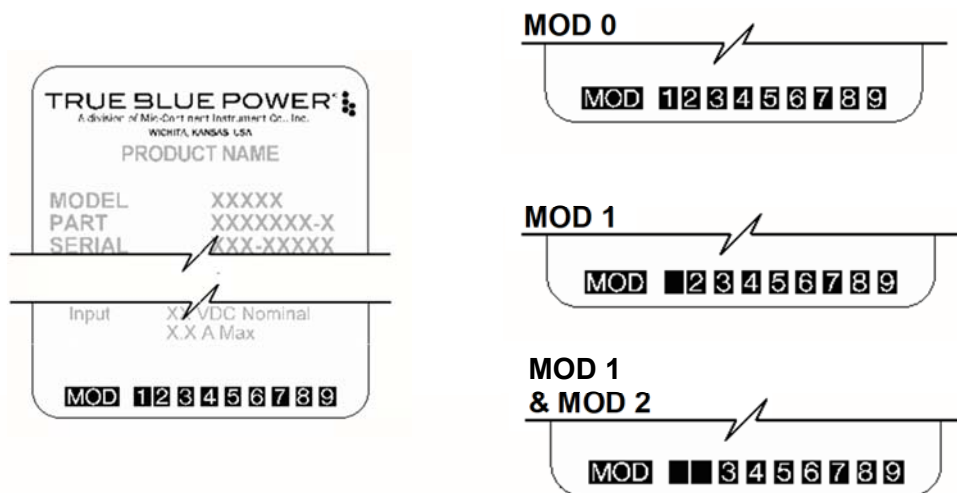 TRUE BLUE POWER
A division of Mid-Continent Instrument Co., Inc.
WICHITA, KANSAS USA
PRODUCT NAME
MODEL XXXXX
PART XXXXXXX-X
SERIAL XXX-XXXXX
Input XX VDC Nominal
X.X A Max
MOD 1 2 3 4 5 6 7 8 9
MOD 0
MOD 1 2 3 4 5 6 7 8 9
MOD 1
MOD 2 3 4 5 6 7 8 9
MOD 1
& MOD 2
MOD 3 4 5 6 7 8 9